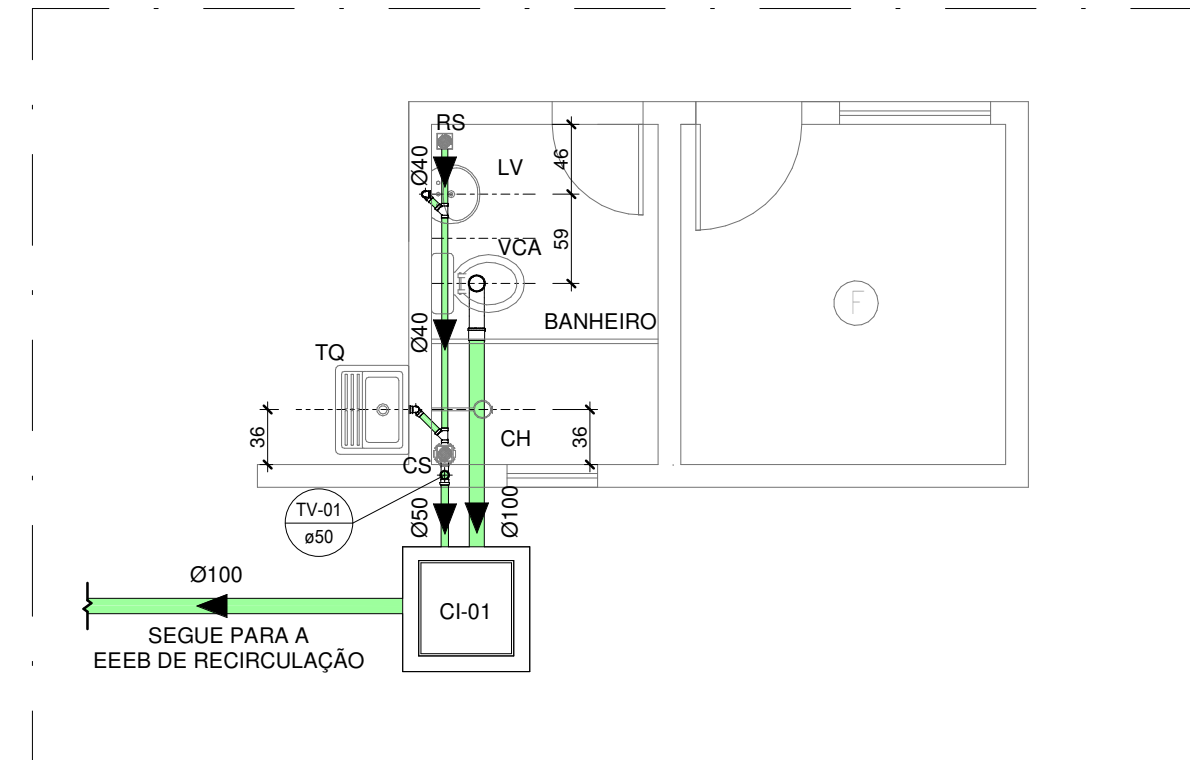 RS
Ø40
LV
46
VCA
59
BANHEIRO
Ø40
TQ
F
36
CH
36
CS
TV-01
ø50
Ø50
Ø100
Ø100
CI-01
SEGUE PARA A
EEEB DE RECIRCULAÇÃO